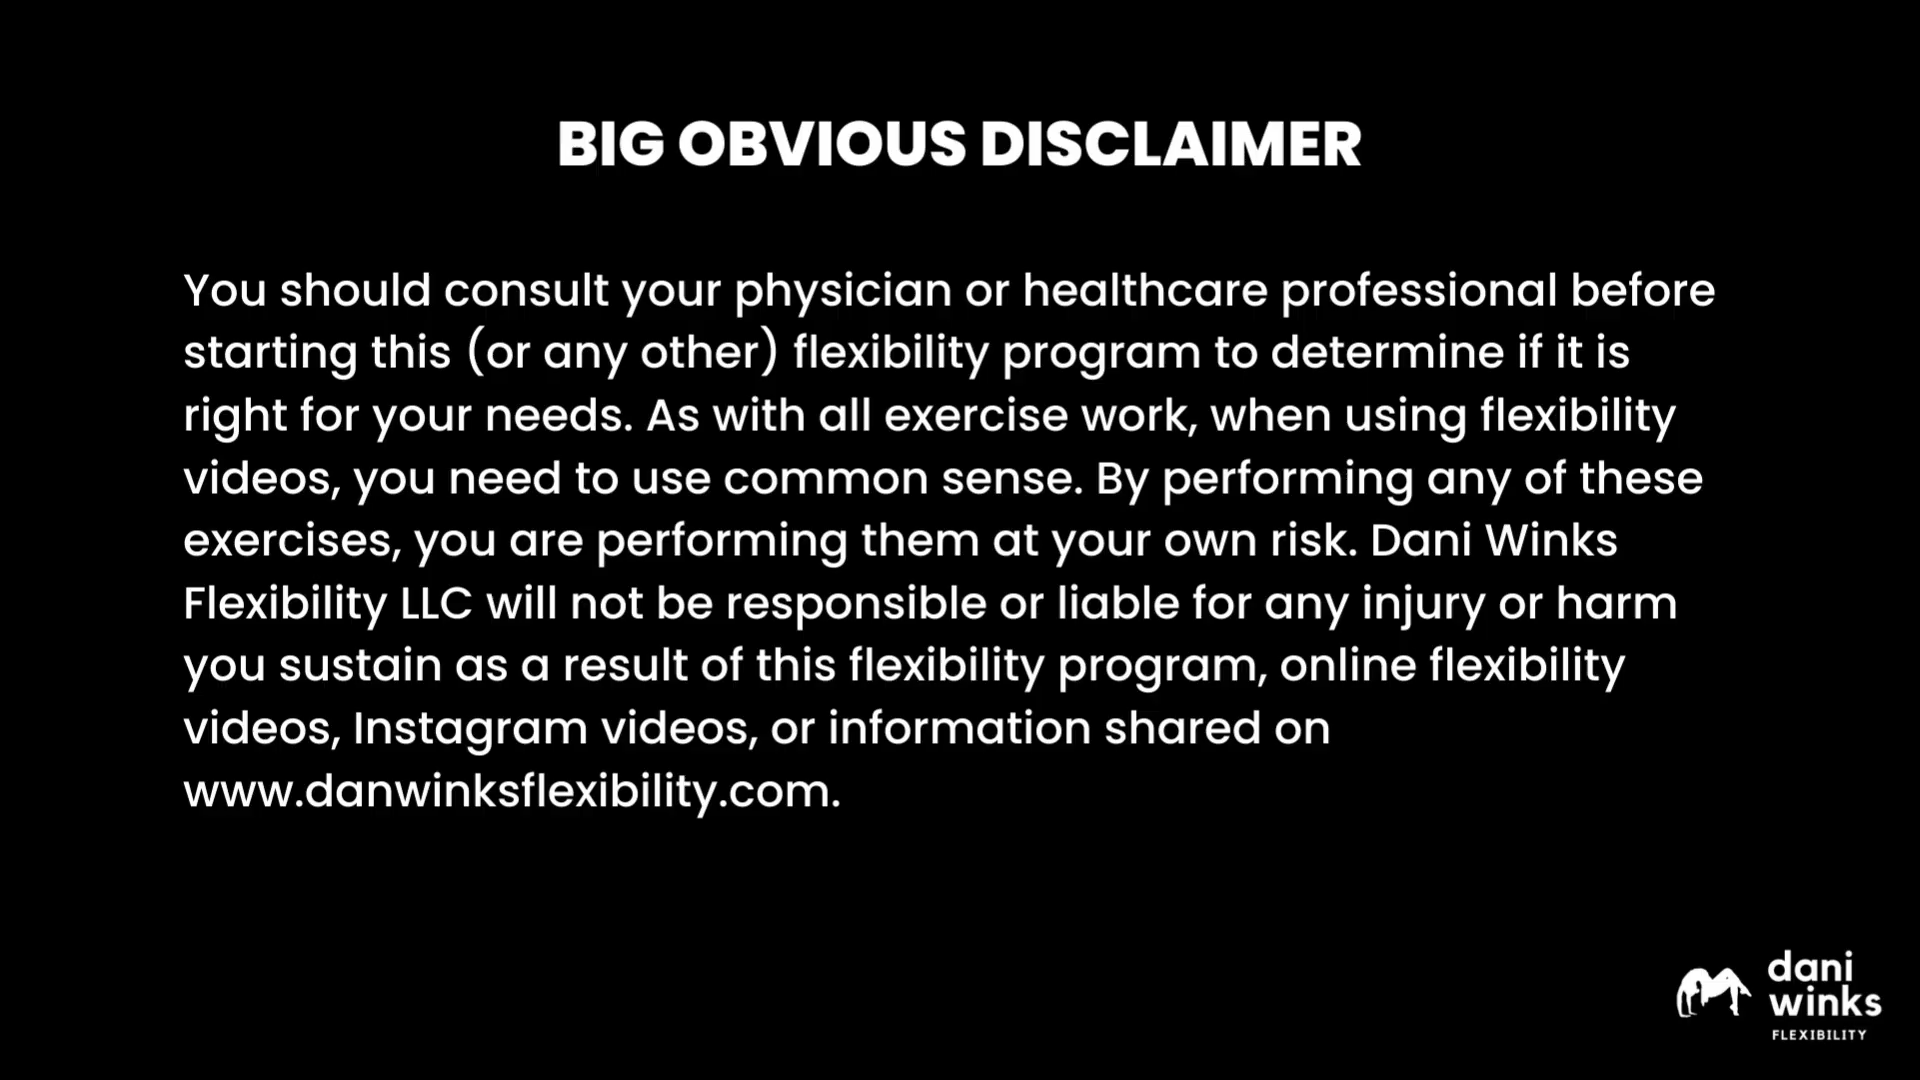 BIG OBVIOUS DISCLAIMER
You should consult your physician or healthcare professional before
starting this (or any other) flexibility program to determine if it is
right for your needs. As with all exercise work, when using flexibility
videos, you need to use common sense. By performing any of these
exercises, you are performing them at your own risk. Dani Winks
Flexibility LLC will not be responsible or liable for any injury or harm
you sustain as a result of this flexibility program, online flexibility
videos, Instagram videos, or information shared on
www.danwinksflexibility.com.
dani
winks
FLEXIBILITY